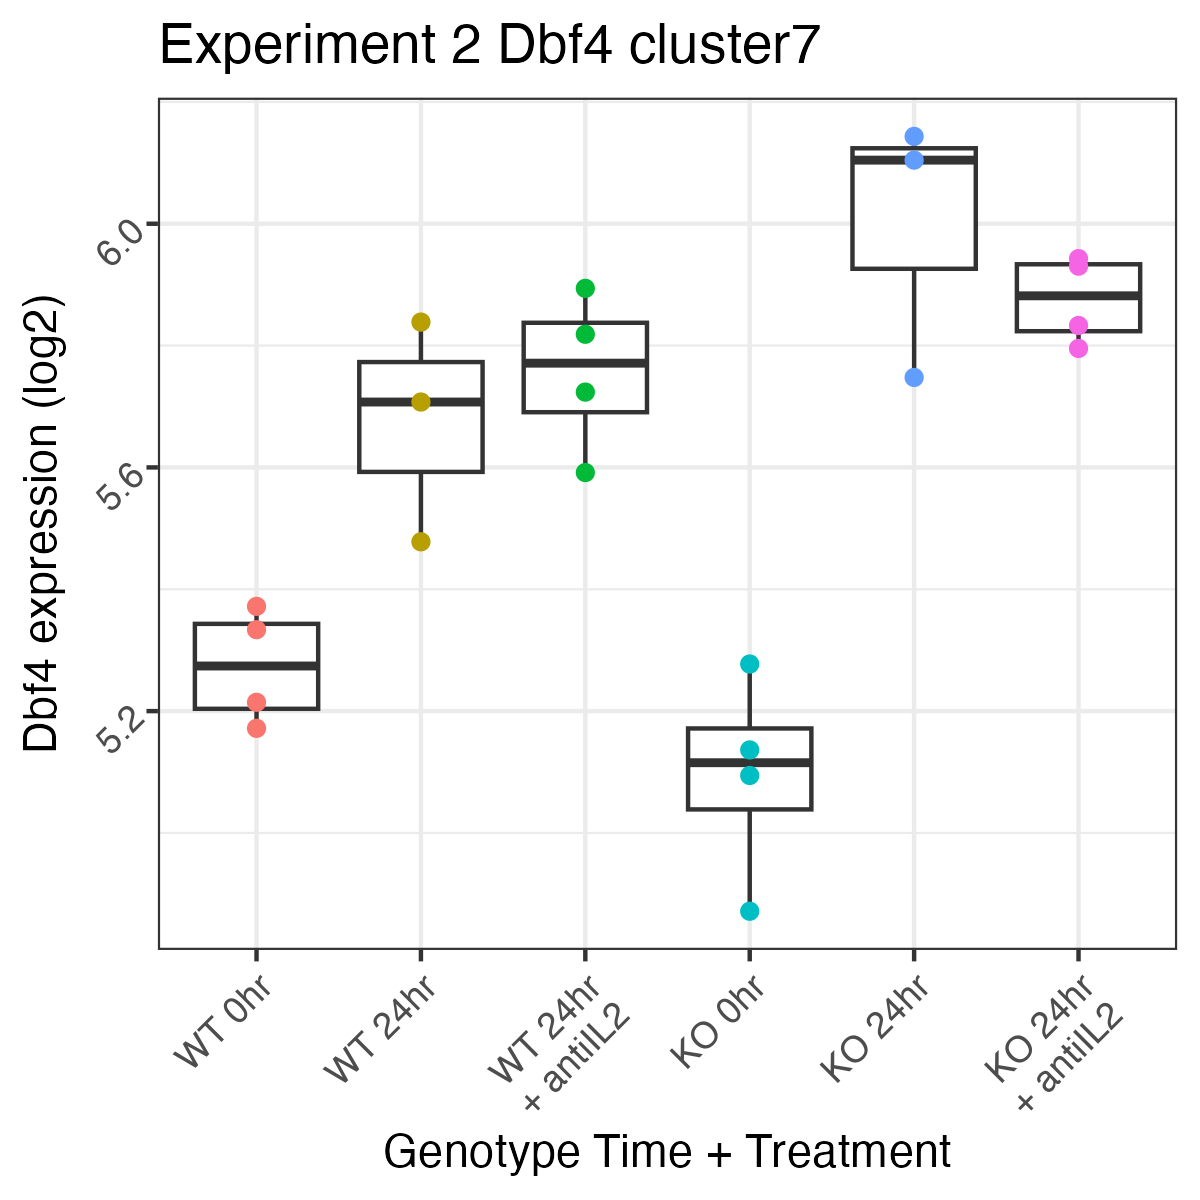 Experiment 2 Dbf4 cluster7
Dbf4 expression (log2)
6.0
5.6
5.2
WT 0hr
WT 24hr
WT 24hr
+ antiIL2
KO 0hr
KO 24hr
KO 24hr
+ antiIL2
Genotype Time + Treatment